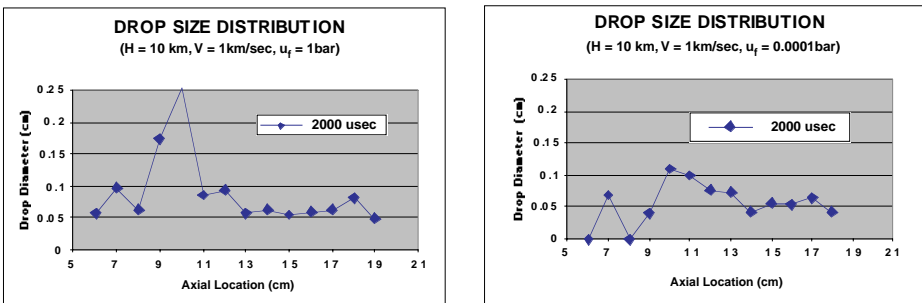 DROP SIZE DISTRIBUTION
(H = 10 km, V = 1km/sec, uf = 1bar)
0.25
0.2
0.15
0.1
0.05
0
Drop Diameter (cm)
2000 usec
5 7 9 11 13 15 17 19 21
Axial Location (cm)
DROP SIZE DISTRIBUTION
(H = 10 km, V = 1km/sec, uf = 0.0001bar)
0.25
0.2
0.15
0.1
0.05
0
Drop Diameter (cm)
2000 usec
5 7 9 11 13 15 17 19 21
Axial Location (cm)